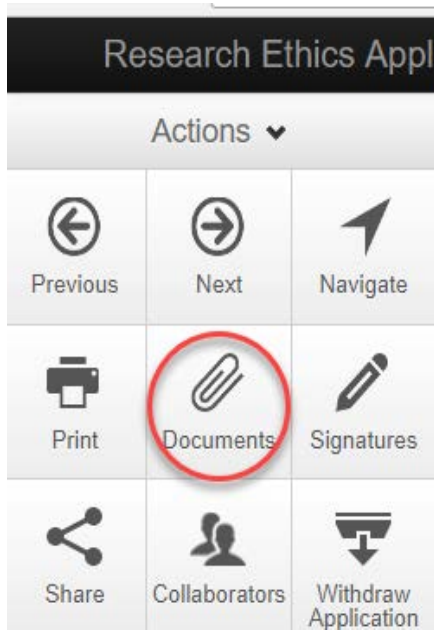 Research Ethics Appl
Actions
Previous
Next
Navigate
Print
Documents
Signatures
Share
Collaborators
Withdraw
Application